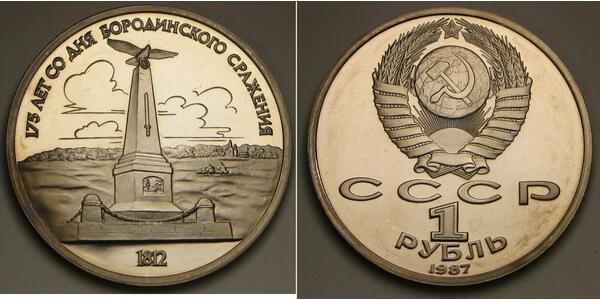 175 ЛЕТ СО ДНЯ БОРОДИНСКОГО СРАЖЕНИЯ
1812
СССР
1
РУБЛЬ
1987